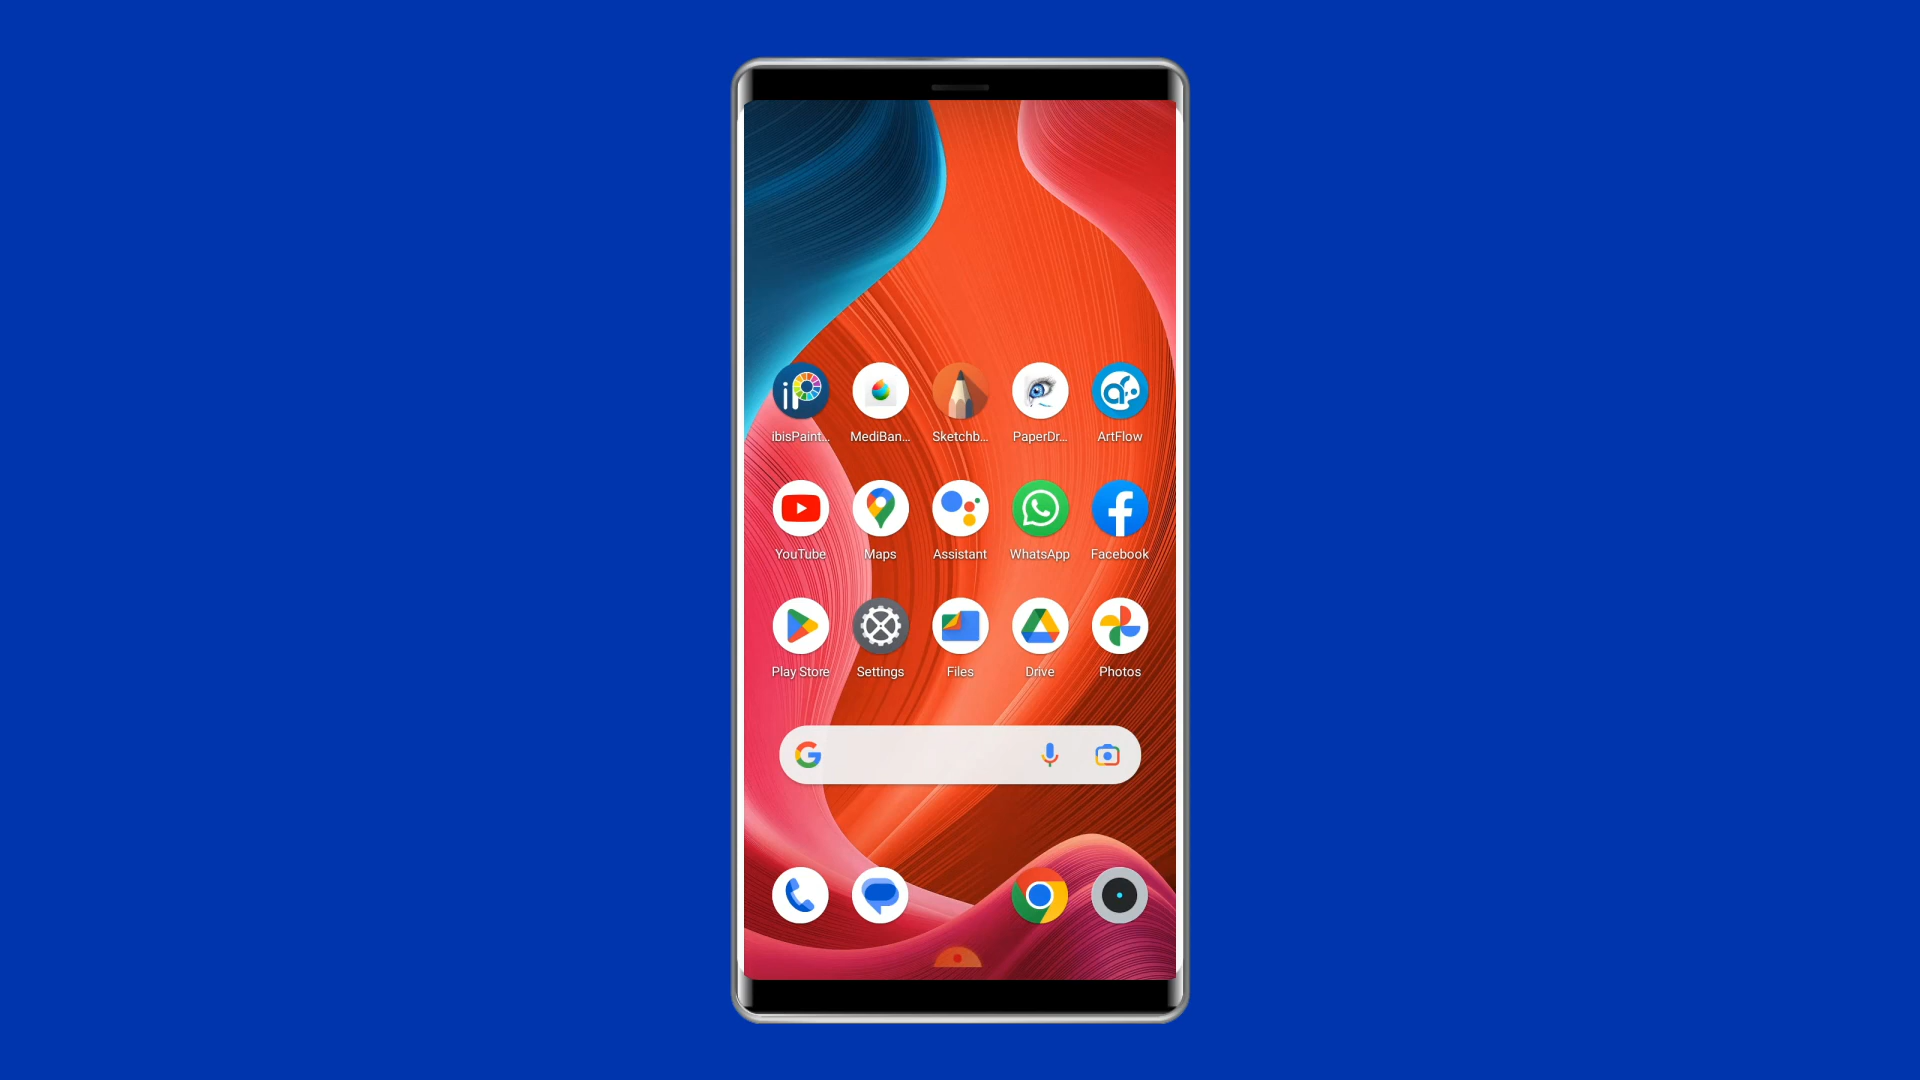 ibisPaint...
MediBan...
Sketchb...
PaperDr...
ArtFlow
YouTube
Maps
Assistant
WhatsApp
Facebook
Play Store
Settings
Files
Drive
Photos